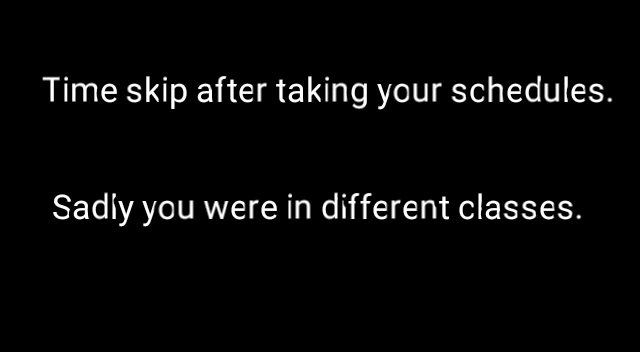 Time skip after taking your schedules.
Sadly you were in different classes.